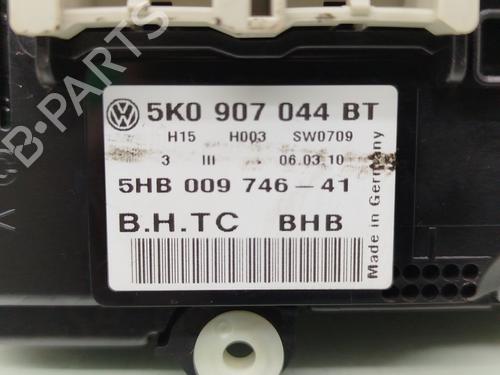 5K0 907 044 BT
H15 H003 SW0709
3 III 06.03.10
5HB 009 746-41
B.H.TC BHB
Made in Germany
B-PARTS